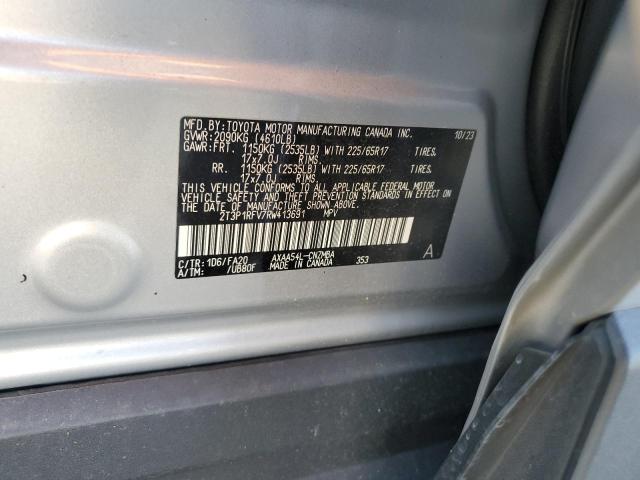 MFD.BY:TOYOTA MOTOR MANUFACTURING CANADA INC. 10/23
GVWR:2090KG (4610LB)
GAWR:FRT. 1150KG (2535LB) WITH 225/65R17 TIRES,
17x7.0J RIMS,
RR. 1150KG (2535LB) WITH 225/65R17 TIRES,
17x7.0J RIMS.
THIS VEHICLE CONFORMS TO ALL APPLICABLE FEDERAL MOTOR
VEHICLE SAFETY AND THEFT PREVENTION STANDARDS IN EFFECT ON
THE DATE OF MANUFACTURE SHOWN ABOVE.
2T3P1RFV7RW413691 MPV
A
C/TR:1D6/FA20 AXAA54L-CNZMBA 353
A/TM: /UB80F MADE IN CANADA